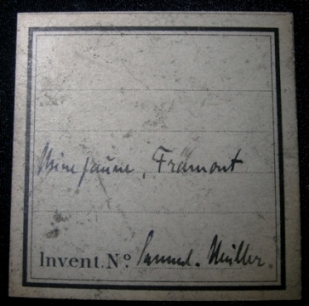 Mine jaune, Framont
Invent. Nº Samml. Müller.